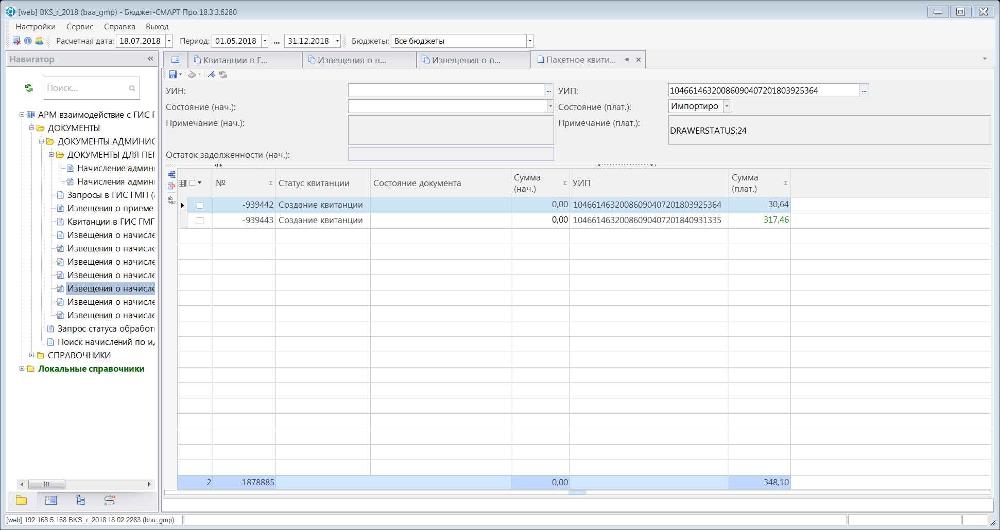 [web] BKS_r_2018 (baa_gmp) - Бюджет-СМАРТ Про 18.3.3.6280
Настройки Сервис Справка Выход
Расчетная дата: 18.07.2018 Период: 01.05.2018 ... 31.12.2018 Бюджеты: Все бюджеты
Навигатор «
Поиск...
АРМ взаимодействие с ГИС Г
ДОКУМЕНТЫ
ДОКУМЕНТЫ АДМИНИС
ДОКУМЕНТЫ ДЛЯ ПЕР
Начисление админи
Начисления админи
Запросы в ГИС ГМП (а
Извещения о приеме
Квитанции в ГИС ГМП
Извещения о начисле
Извещения о начисле
Извещения о начисле
Извещения о начисле
Извещения о начисле
Извещения о начисле
Извещения о начисле
Запрос статуса обработк
Поиск начислений по ид
СПРАВОЧНИКИ
Локальные справочники
Квитанции в Г... Извещения о н... Извещения о п... Пакетное квити...
УИН: ... УИП: 10466146320086090407201803925364 ...
Состояние (нач.): Состояние (плат.): Импортиро
Примечание (нач.): Примечание (плат.): DRAWERSTATUS:24
Остаток задолженности (нач.):
№ Σ Статус квитанции Состояние документа Сумма (нач.) Σ УИП Сумма (плат.) Σ
-939442 Создание квитанции 0,00 10466146320086090407201803925364 30,64
-939443 Создание квитанции 0,00 10466146320086090407201840931335 317,46
2 -1878885 0,00 348,10
[web] 192.168.5.168.BKS_r_2018 18.02.2283 (baa_gmp)